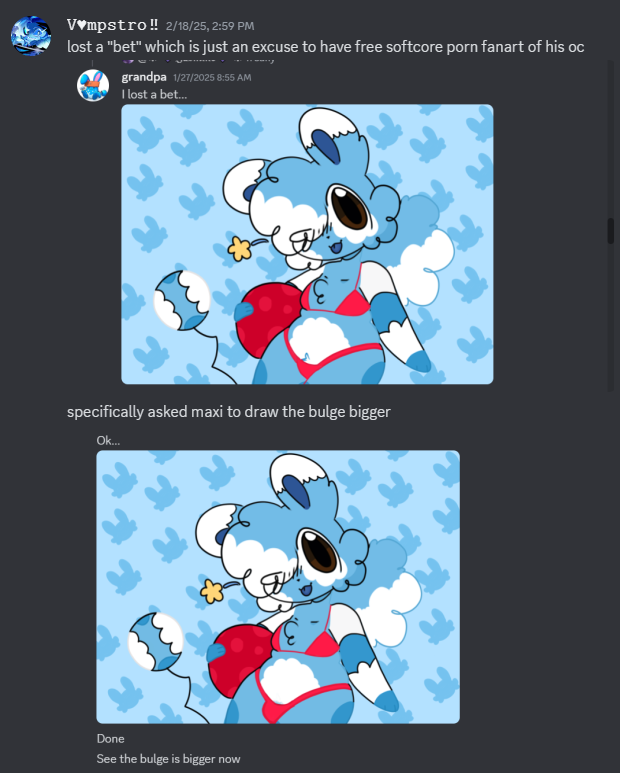 V♥mpstro !! 2/18/25, 2:59 PM
lost a "bet" which is just an excuse to have free softcore porn fanart of his oc
grandpa 1/27/2025 8:55 AM
I lost a bet...
specifically asked maxi to draw the bulge bigger
Ok...
Done
See the bulge is bigger now